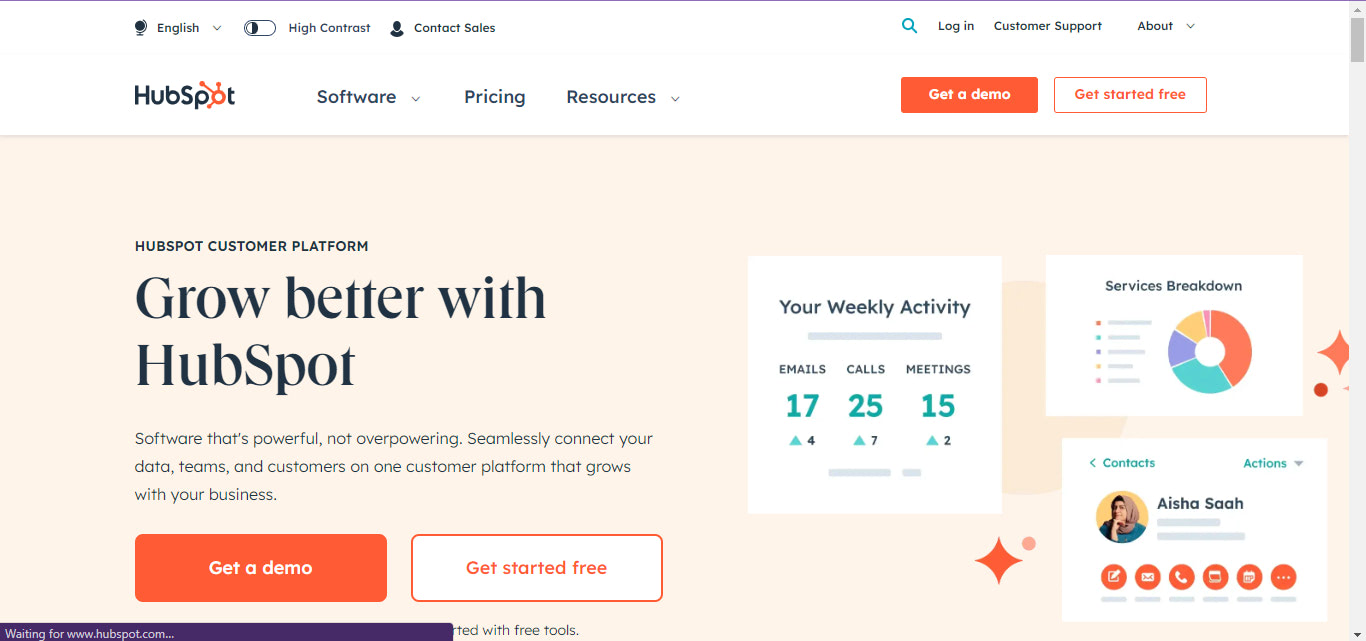 English
High Contrast
Contact Sales
Log in
Customer Support
About
HubSpot
Software
Pricing
Resources
Get a demo
Get started free
HUBSPOT CUSTOMER PLATFORM
Grow better with
HubSpot
Software that's powerful, not overpowering. Seamlessly connect your
data, teams, and customers on one customer platform that grows
with your business.
Get a demo
Get started free
rted with free tools.
Your Weekly Activity
EMAILS CALLS MEETINGS
17 25 15
4 7 2
Services Breakdown
Contacts
Actions
Aisha Saah
Waiting for www.hubspot.com...